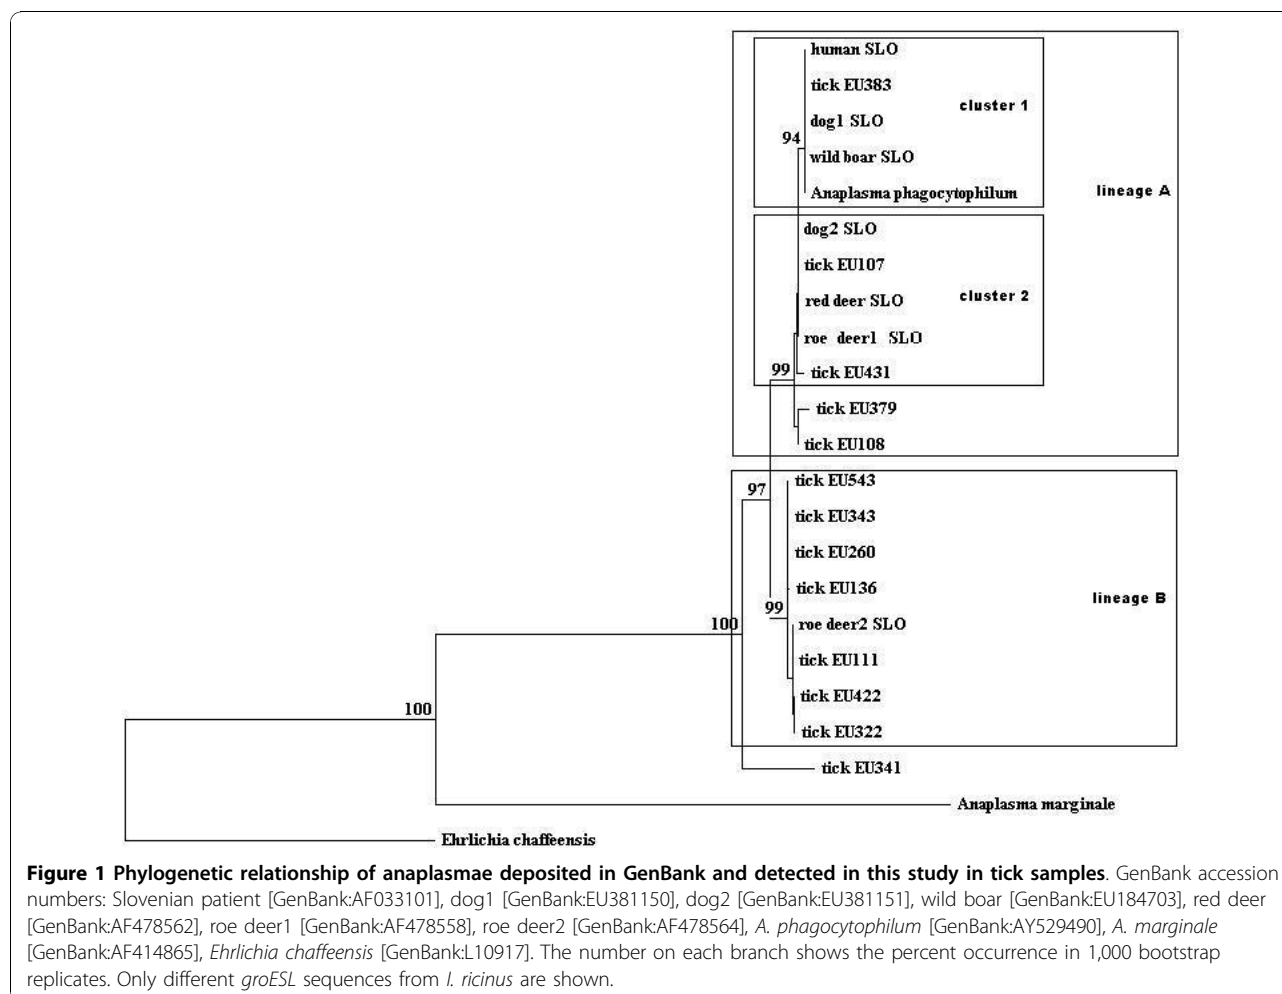 human SLO
tick EU383
cluster 1
dog1 SLO
94
wild boar SLO
Anaplasma phagocytophilum
lineage A
dog2 SLO
tick EU107
red deer SLO
cluster 2
roe deer1 SLO
99
tick EU431
tick EU379
tick EU108
tick EU543
97
tick EU343
tick EU260
tick EU136
lineage B
99
roe deer2 SLO
100
tick EU111
tick EU422
100
tick EU322
tick EU341
Anaplasma marginale
Ehrlichia chaffeensis
Figure 1 Phylogenetic relationship of anaplasmae deposited in GenBank and detected in this study in tick samples. GenBank accession
numbers: Slovenian patient [GenBank:AF033101], dog1 [GenBank:EU381150], dog2 [GenBank:EU381151], wild boar [GenBank:EU184703], red deer
[GenBank:AF478562], roe deer1 [GenBank:AF478558], roe deer2 [GenBank:AF478564], A. phagocytophilum [GenBank:AY529490], A. marginale
[GenBank:AF414865], Ehrlichia chaffeensis [GenBank:L10917]. The number on each branch shows the percent occurrence in 1,000 bootstrap
replicates. Only different groESL sequences from I. ricinus are shown.